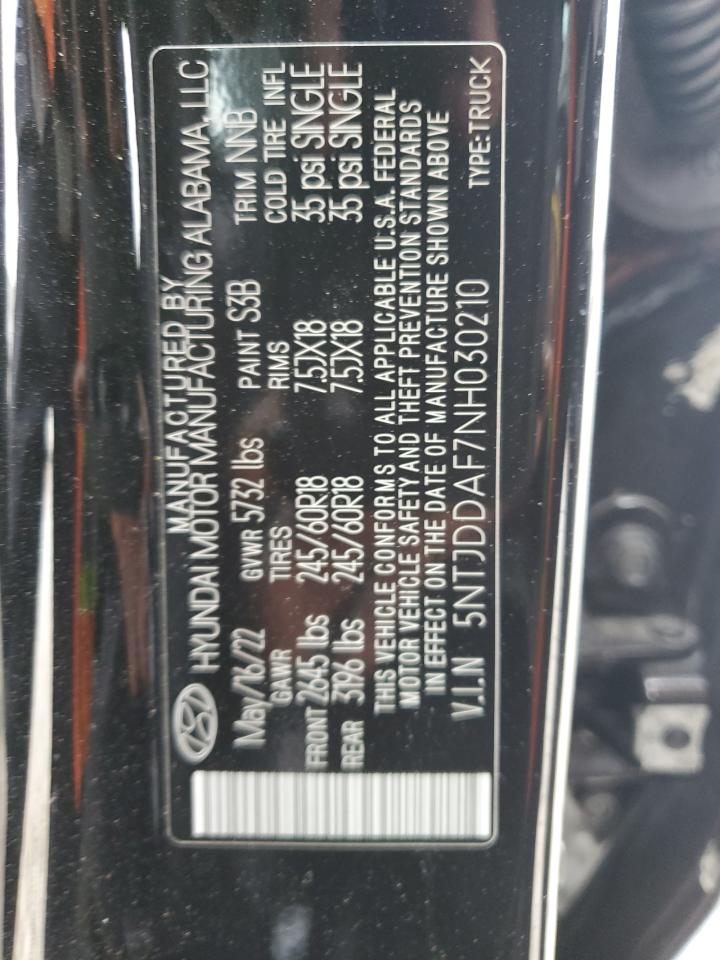 MANUFACTURED BY
HYUNDAI MOTOR MANUFACTURING ALABAMA, LLC
May/16/22 GVWR 5732 lbs PAINT S3B TRIM NNB
GAWR TIRES RIMS COLD TIRE INFL
FRONT 2645 lbs 245/60R18 7.5JX18 35 psi SINGLE
REAR 3196 lbs 245/60R18 7.5JX18 35 psi SINGLE
THIS VEHICLE CONFORMS TO ALL APPLICABLE U.S.A. FEDERAL
MOTOR VEHICLE SAFETY AND THEFT PREVENTION STANDARDS
IN EFFECT ON THE DATE OF MANUFACTURE SHOWN ABOVE
V.I.N 5NTJDDAF7NH030210 TYPE:TRUCK